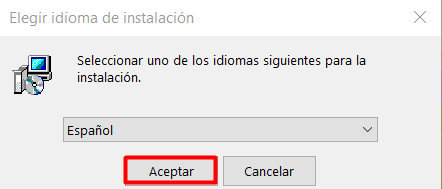 Elegir idioma de instalación
Seleccionar uno de los idiomas siguientes para la
instalación.
Español
Aceptar
Cancelar